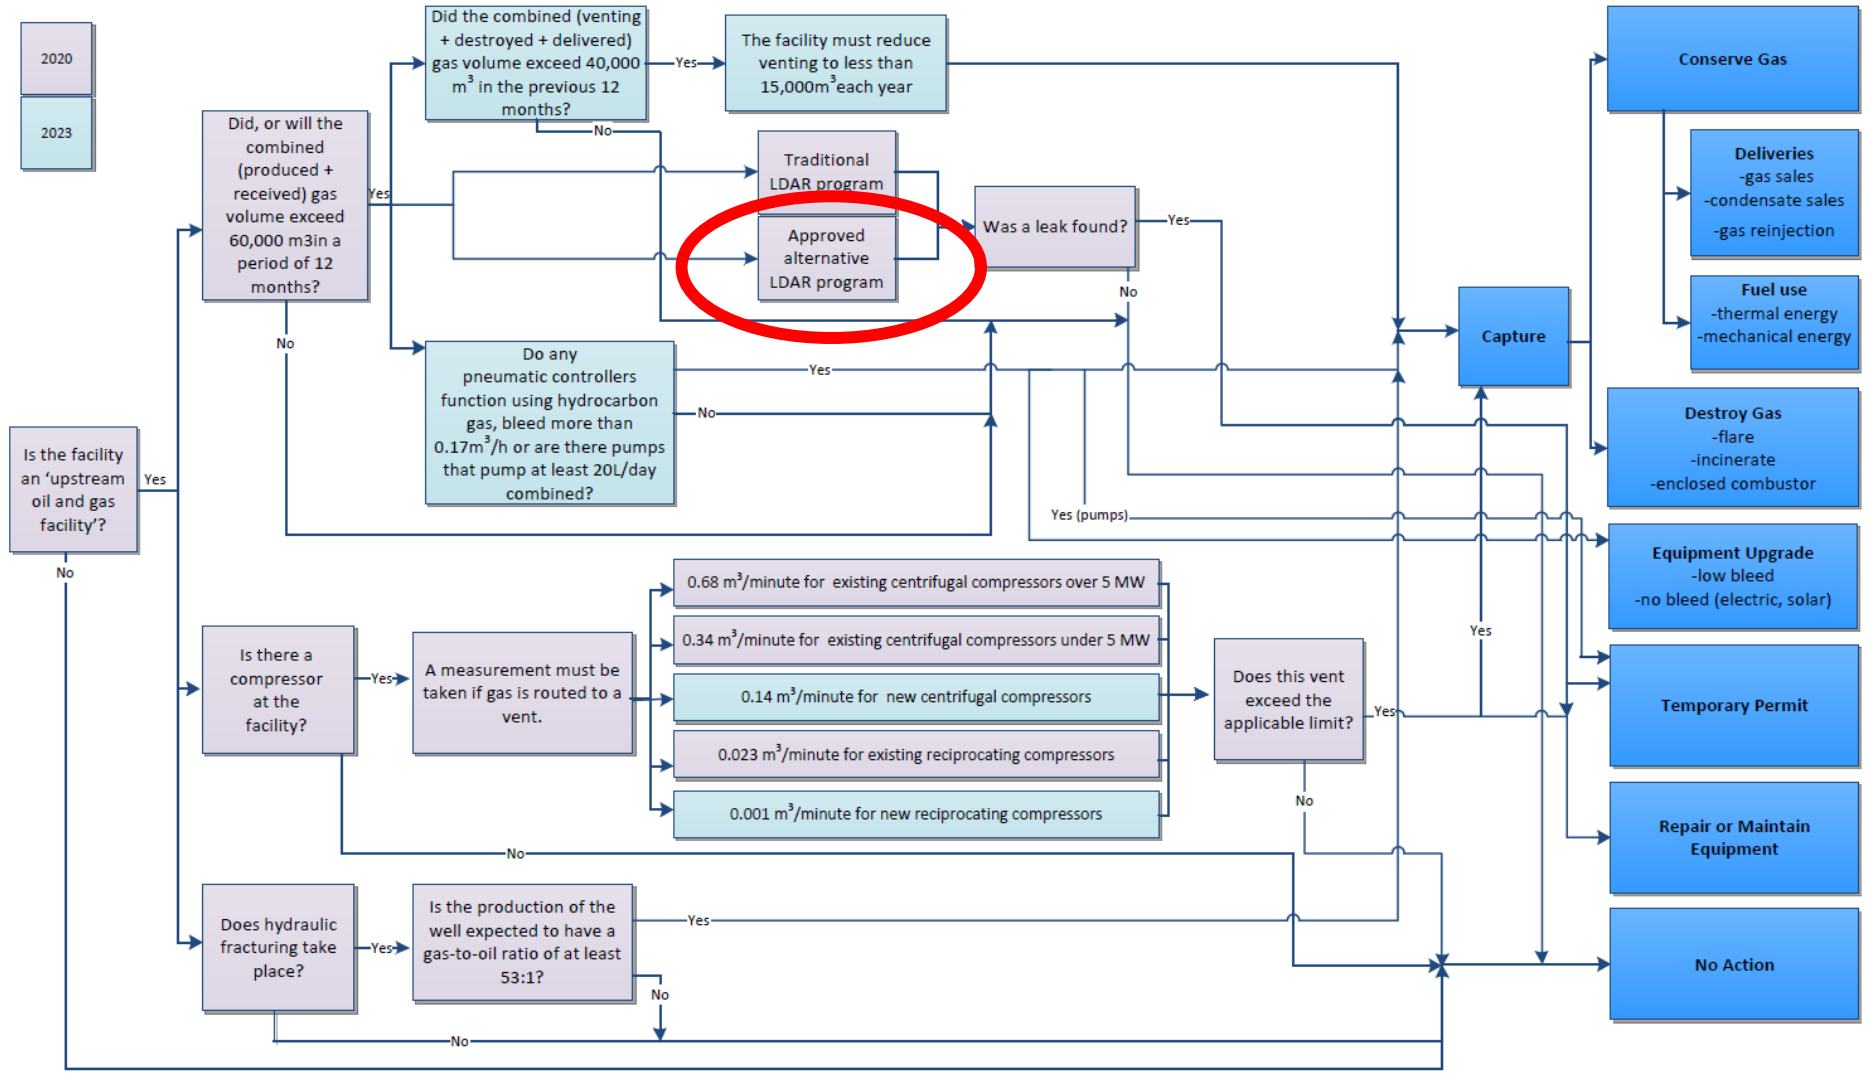 2020
2023
Did the combined (venting
+ destroyed + delivered)
gas volume exceed 40,000
m³ in the previous 12
months?
Yes
The facility must reduce
venting to less than
15,000m³each year
No
Did, or will the
combined
(produced +
received) gas
volume exceed
60,000 m3in a
period of 12
months?
Yes
No
Traditional
LDAR program
Approved
alternative
LDAR program
Was a leak found?
Yes
No
Do any
pneumatic controllers
function using hydrocarbon
gas, bleed more than
0.17m³/h or are there pumps
that pump at least 20L/day
combined?
Yes
No
Yes (pumps)
Is the facility
an ‘upstream
oil and gas
facility’?
Yes
No
Is there a
compressor
at the
facility?
Yes
No
A measurement must be
taken if gas is routed to a
vent.
0.68 m³/minute for existing centrifugal compressors over 5 MW
0.34 m³/minute for existing centrifugal compressors under 5 MW
0.14 m³/minute for new centrifugal compressors
0.023 m³/minute for existing reciprocating compressors
0.001 m³/minute for new reciprocating compressors
Does this vent
exceed the
applicable limit?
Yes
Yes
No
Does hydraulic
fracturing take
place?
Yes
No
Is the production of the
well expected to have a
gas-to-oil ratio of at least
53:1?
Yes
No
Capture
Conserve Gas
Deliveries
-gas sales
-condensate sales
-gas reinjection
Fuel use
-thermal energy
-mechanical energy
Destroy Gas
-flare
-incinerate
-enclosed combustor
Equipment Upgrade
-low bleed
-no bleed (electric, solar)
Temporary Permit
Repair or Maintain
Equipment
No Action